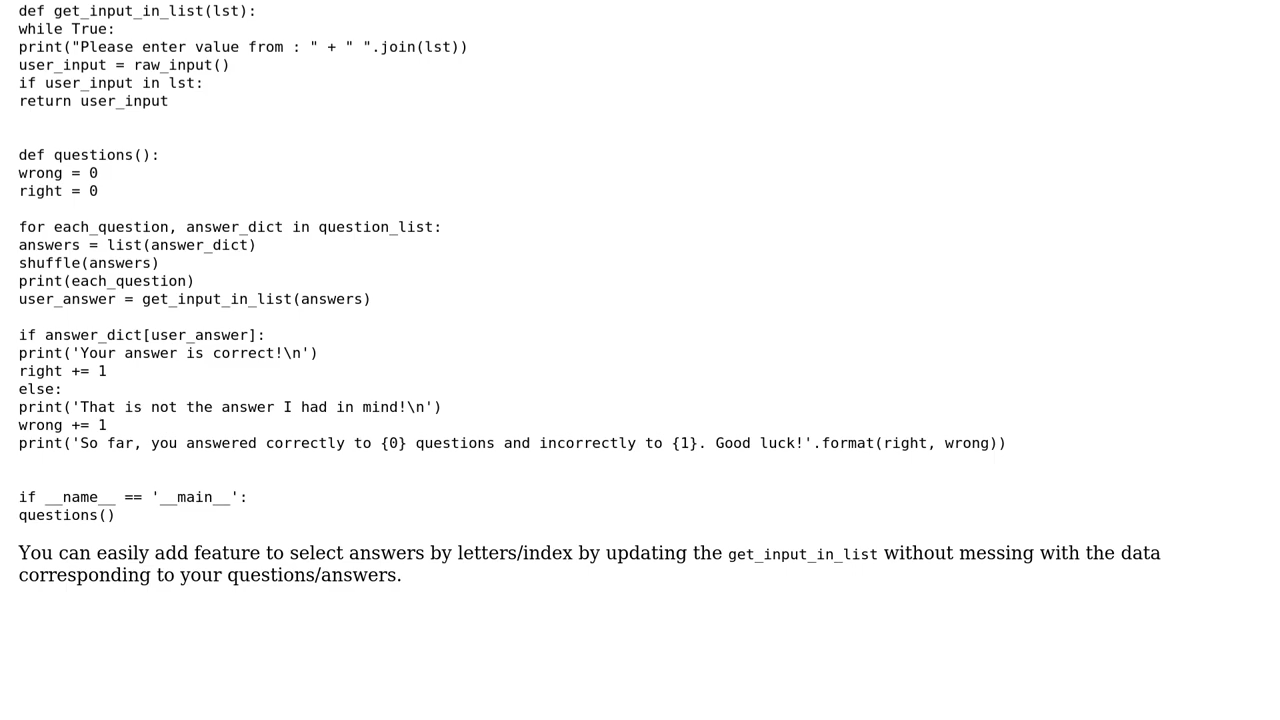 def get_input_in_list(lst):
while True:
print("Please enter value from : " + " ".join(lst))
user_input = raw_input()
if user_input in lst:
return user_input
def questions():
wrong = 0
right = 0
for each_question, answer_dict in question_list:
answers = list(answer_dict)
shuffle(answers)
print(each_question)
user_answer = get_input_in_list(answers)
if answer_dict[user_answer]:
print('Your answer is correct!\n')
right += 1
else:
print('That is not the answer I had in mind!\n')
wrong += 1
print('So far, you answered correctly to {0} questions and incorrectly to {1}. Good luck!'.format(right, wrong))
if __name__ == '__main__':
questions()
You can easily add feature to select answers by letters/index by updating the get_input_in_list without messing with the data
corresponding to your questions/answers.